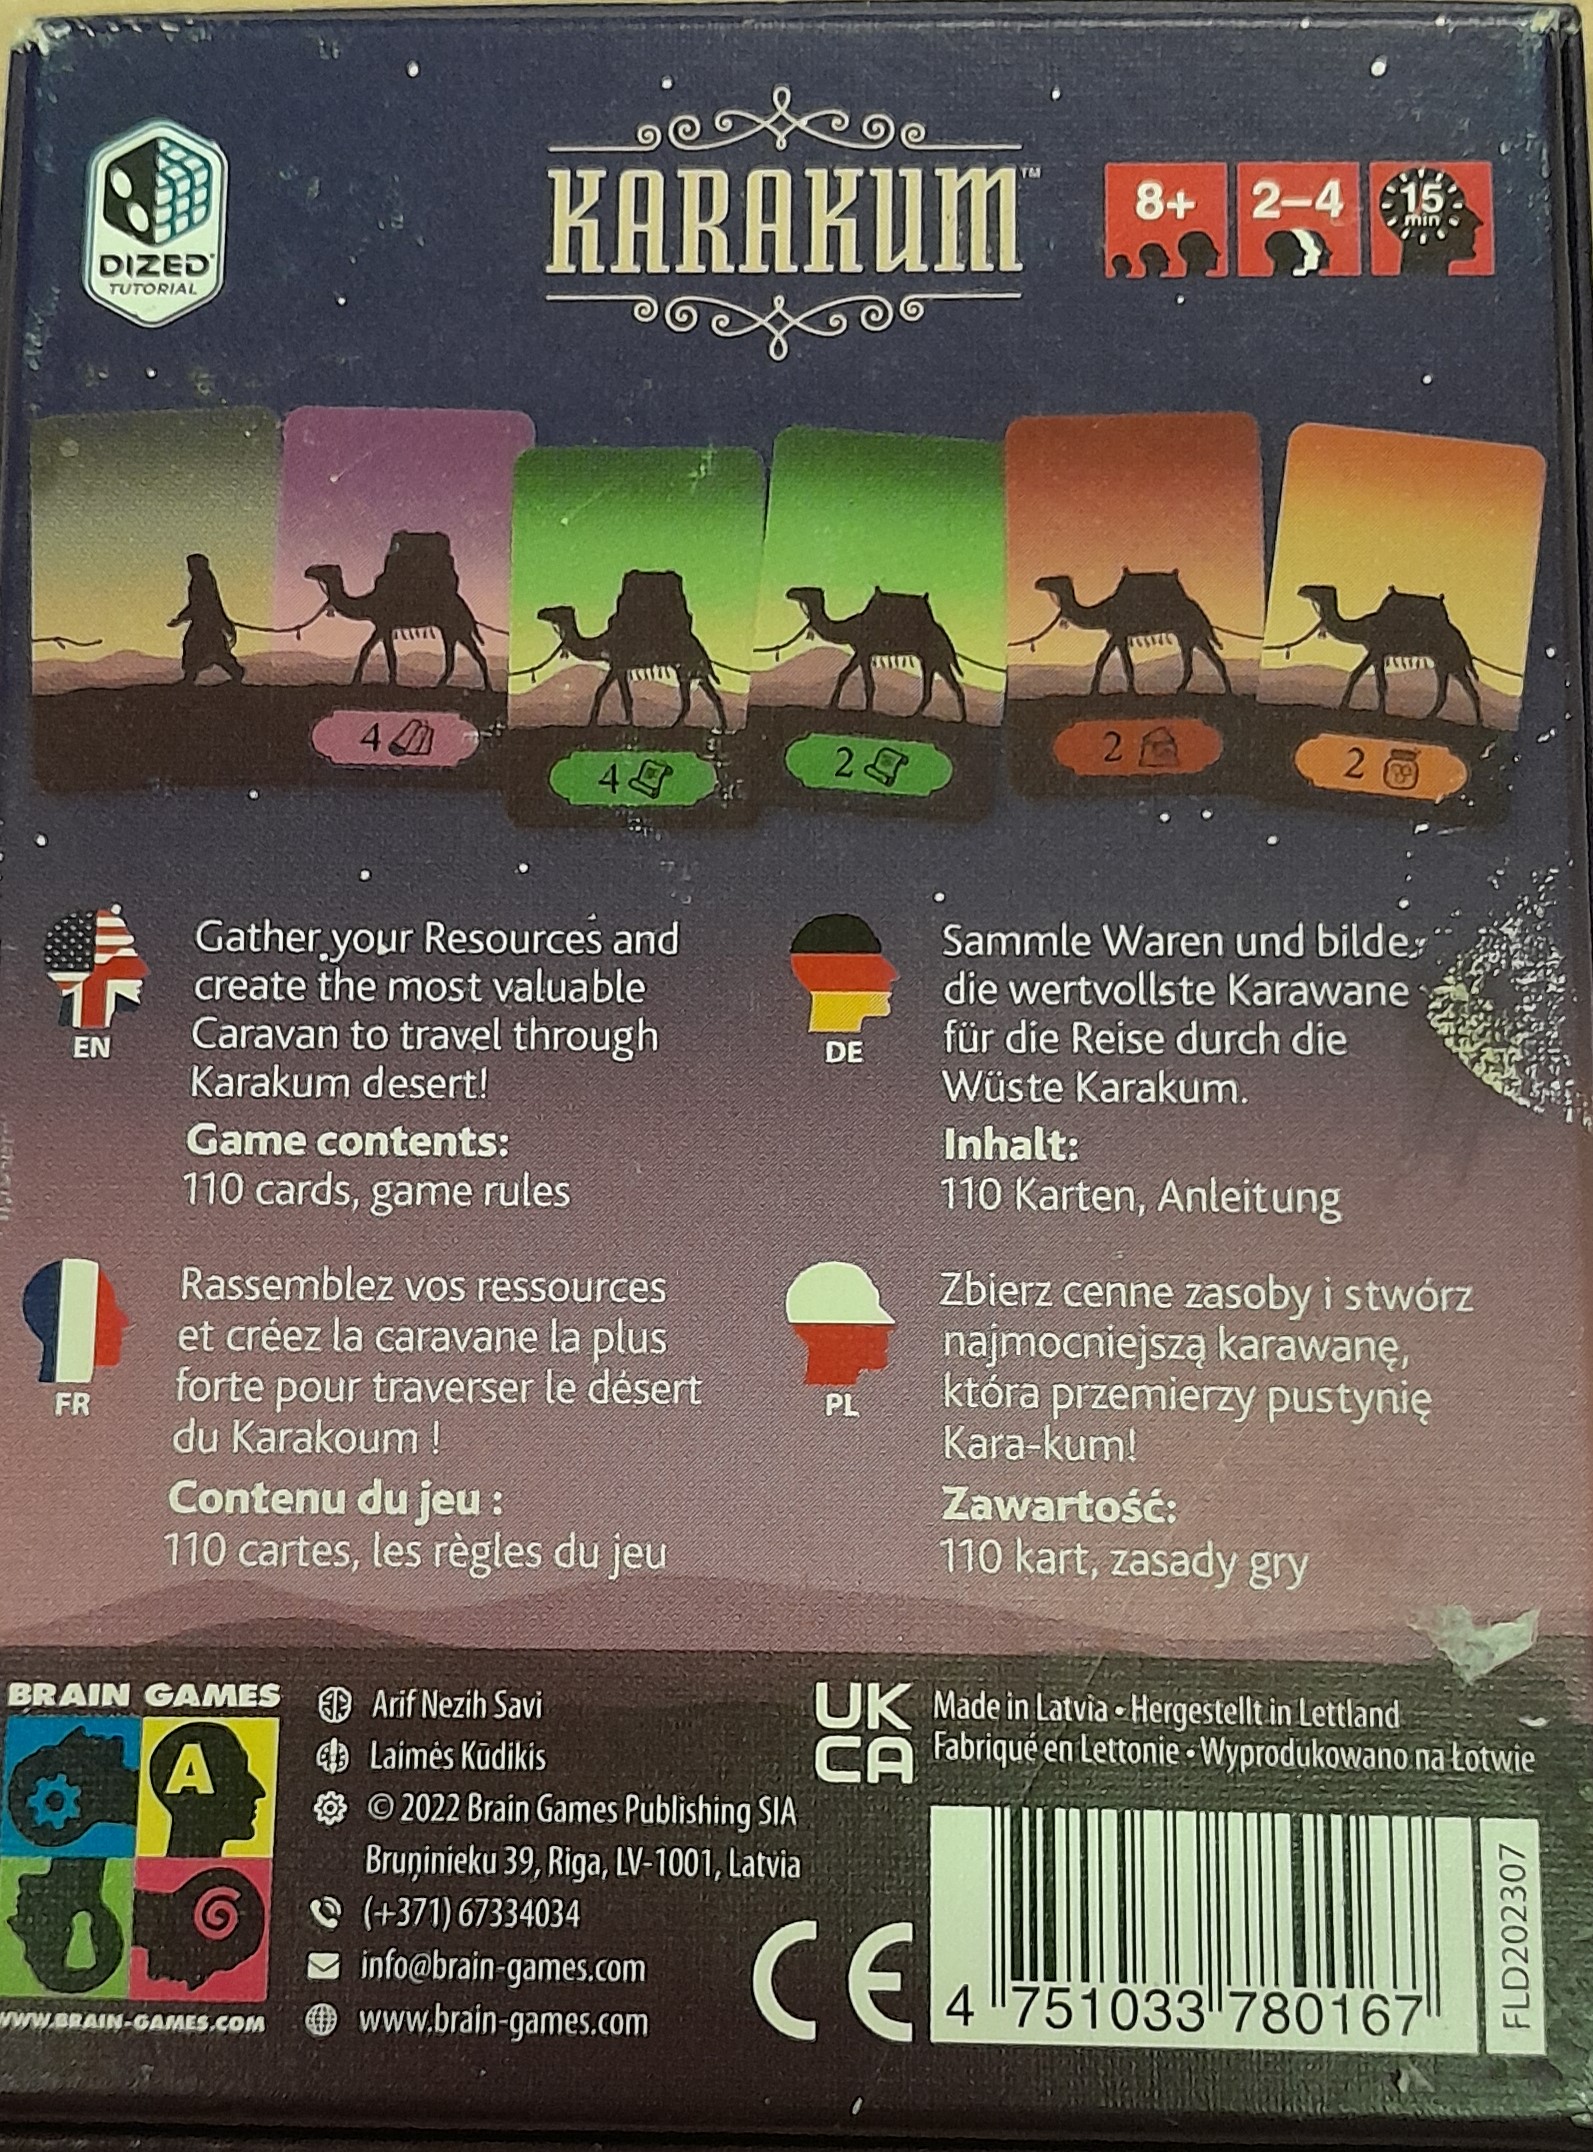 DIZED
TUTORIAL
KARAKUM™
8+
2–4
15
min
4
4
2
2
2
EN
Gather your Resources and
create the most valuable
Caravan to travel through
Karakum desert!
Game contents:
110 cards, game rules
DE
Sammle Waren und bilde
die wertvollste Karawane
für die Reise durch die
Wüste Karakum.
Inhalt:
110 Karten, Anleitung
FR
Rassemblez vos ressources
et créez la caravane la plus
forte pour traverser le désert
du Karakoum !
Contenu du jeu :
110 cartes, les règles du jeu
PL
Zbierz cenne zasoby i stwórz
najmocniejszą karawanę,
która przemierzy pustynię
Kara-kum!
Zawartość:
110 kart, zasady gry
BRAIN GAMES
A
WWW.BRAIN-GAMES.COM
Arif Nezih Savi
Laimės Kūdikis
© 2022 Brain Games Publishing SIA
Bruņinieku 39, Riga, LV-1001, Latvia
(+371) 67334034
info@brain-games.com
www.brain-games.com
UK
CA
Made in Latvia • Hergestellt in Lettland
Fabriqué en Lettonie • Wyprodukowano na Łotwie
CE
4 751033 780167
FLD202307